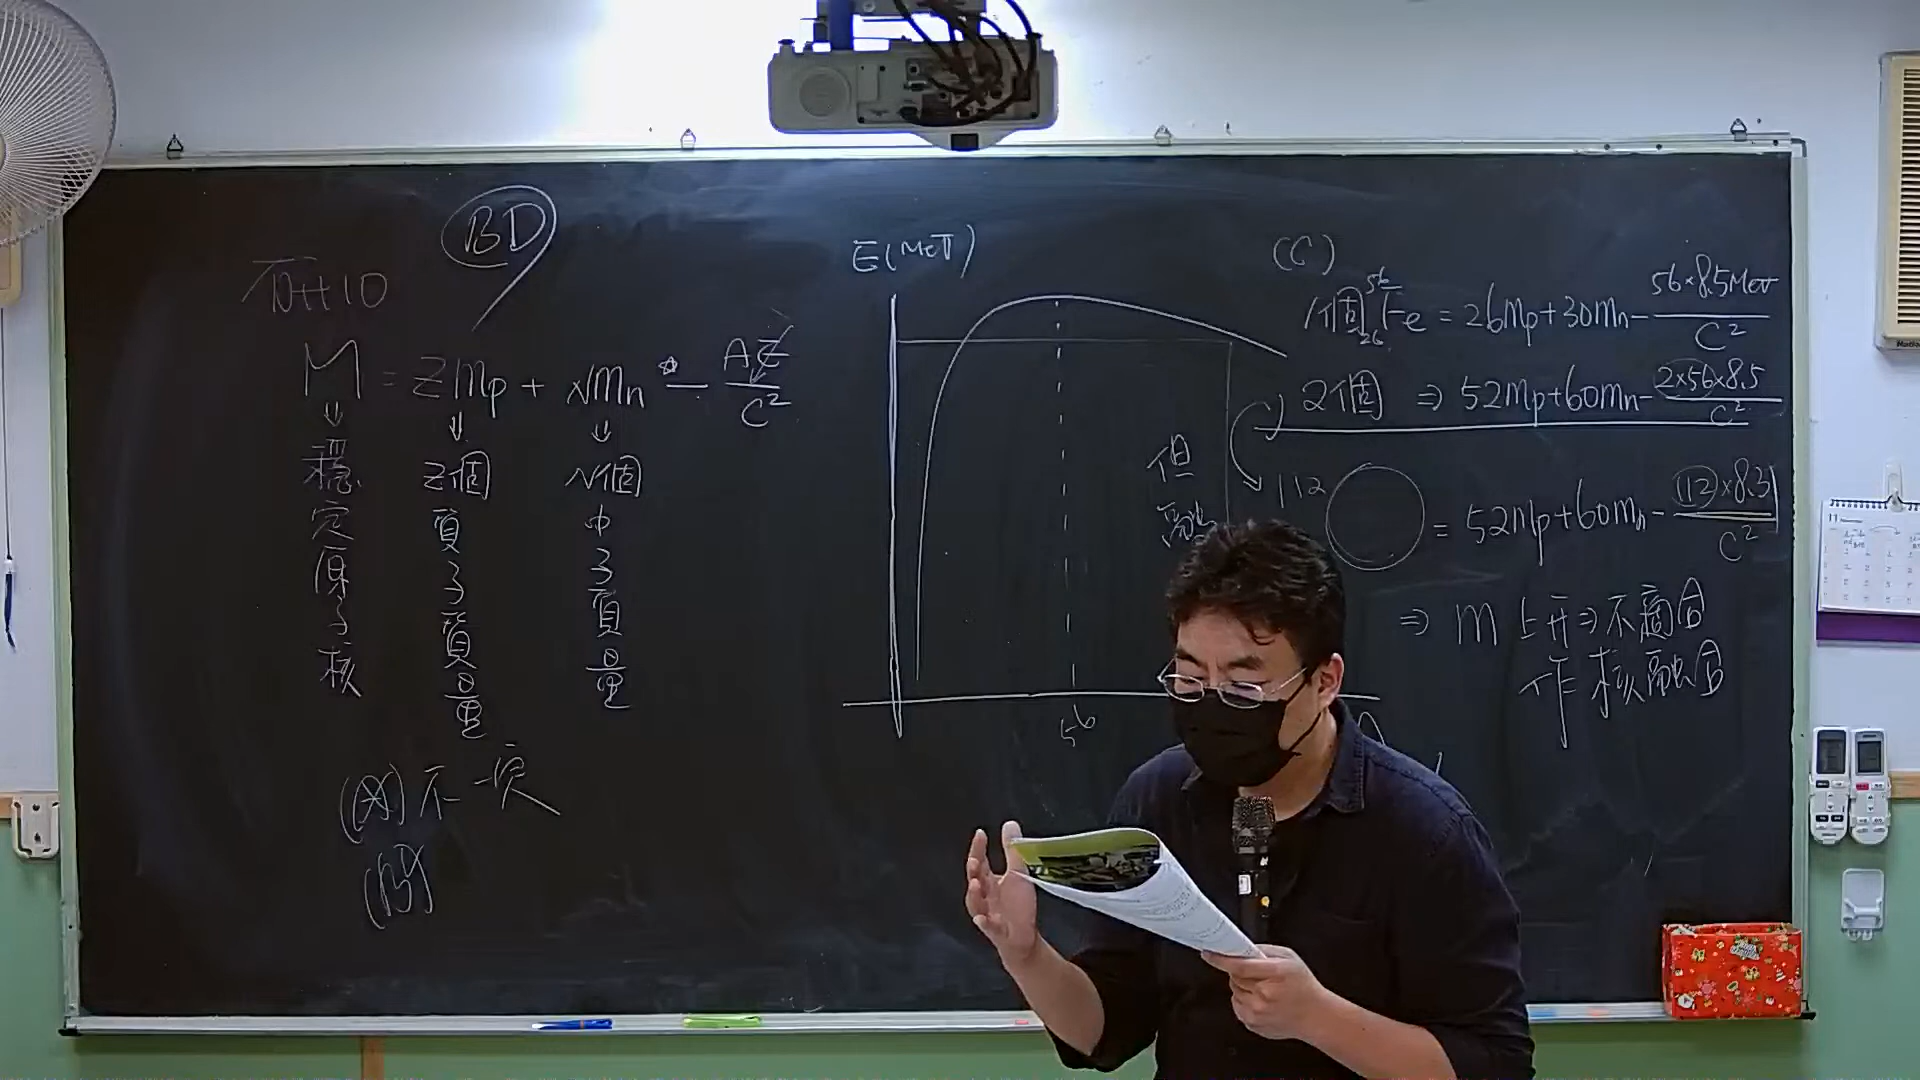 BD
10
M = Zmp + Nmn - AE/C²
穩定原子核
Z個質子質量
N個中子質量
(A) 不一定
(B)
E(MeV)
56
但
融
(C)
1個 ⁵⁶₂₆Fe = 26mp+30mn- 56×8.5MeV/C²
2個 ⇒ 52mp+60mn- 2×56×8.5/C²
112 = 52mp+60mn- (112)×8.3/C²
⇒ m上升⇒不適合
作核融合